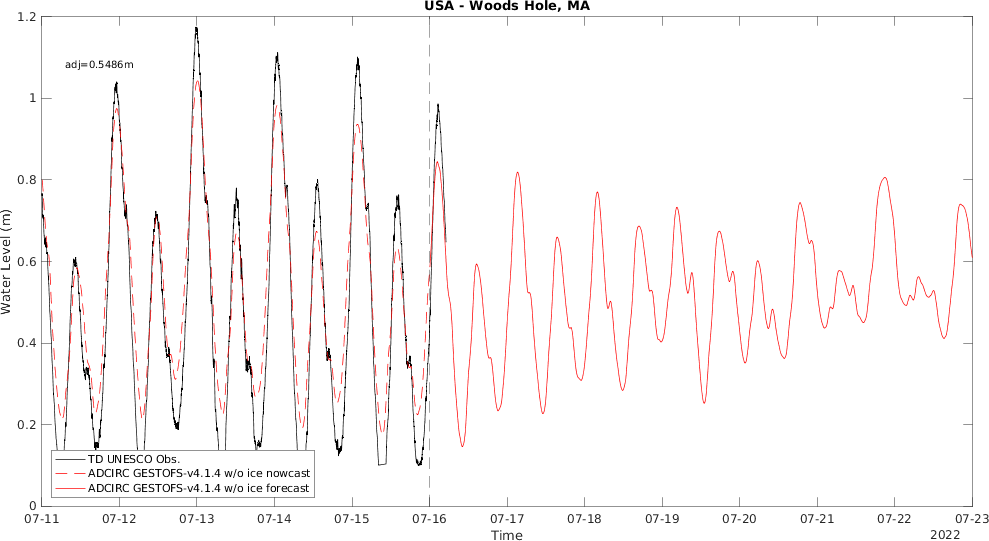 USA - Woods Hole, MA
1.2
1
0.8
0.6
0.4
0.2
0
Water Level (m)
adj=0.5486m
TD UNESCO Obs.
ADCIRC GESTOFS-v4.1.4 w/o ice nowcast
ADCIRC GESTOFS-v4.1.4 w/o ice forecast
07-11 07-12 07-13 07-14 07-15 07-16 07-17 07-18 07-19 07-20 07-21 07-22 07-23
Time
2022